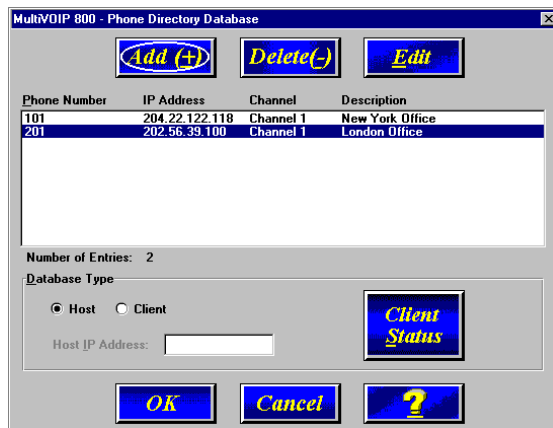 MultiVOIP 800 - Phone Directory Database
Add (+) Delete(-) Edit
Phone Number IP Address Channel Description
101 204.22.122.118 Channel 1 New York Office
201 202.56.39.100 Channel 1 London Office
Number of Entries: 2
Database Type
Host Client
Client Status
Host IP Address:
OK Cancel ?